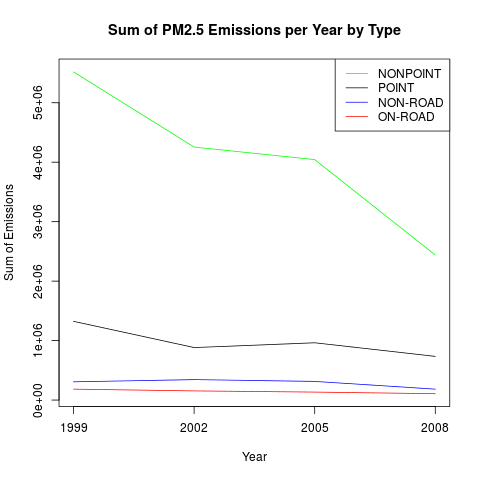 Sum of PM2.5 Emissions per Year by Type
NONPOINT
POINT
NON-ROAD
ON-ROAD
Sum of Emissions
5e+06
4e+06
3e+06
2e+06
1e+06
0e+00
1999 2002 2005 2008
Year